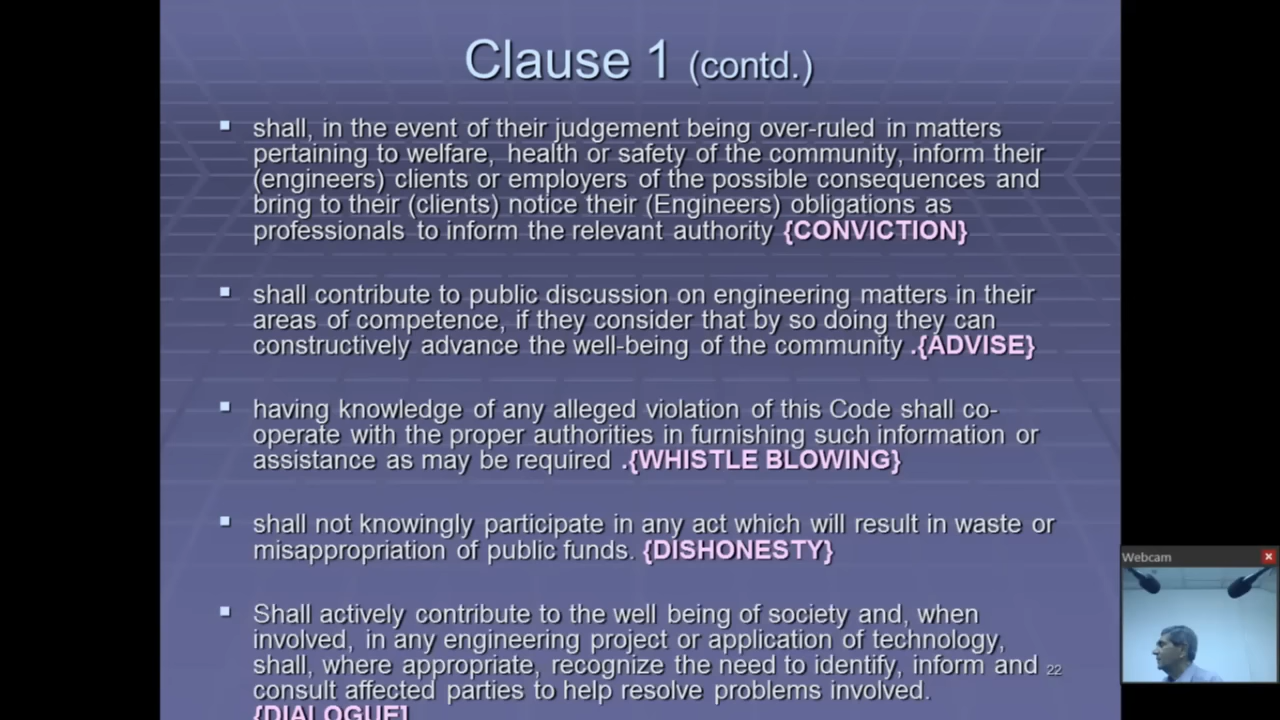 Clause 1 (contd.)
shall, in the event of their judgement being over-ruled in matters
pertaining to welfare, health or safety of the community, inform their
(engineers) clients or employers of the possible consequences and
bring to their (clients) notice their (Engineers) obligations as
professionals to inform the relevant authority {CONVICTION}
shall contribute to public discussion on engineering matters in their
areas of competence, if they consider that by so doing they can
constructively advance the well-being of the community .{ADVISE}
having knowledge of any alleged violation of this Code shall co-
operate with the proper authorities in furnishing such information or
assistance as may be required .{WHISTLE BLOWING}
shall not knowingly participate in any act which will result in waste or
misappropriation of public funds. {DISHONESTY}
Shall actively contribute to the well being of society and, when
involved, in any engineering project or application of technology,
shall, where appropriate, recognize the need to identify, inform and
consult affected parties to help resolve problems involved.
{DIALOGUE]
22
Webcam